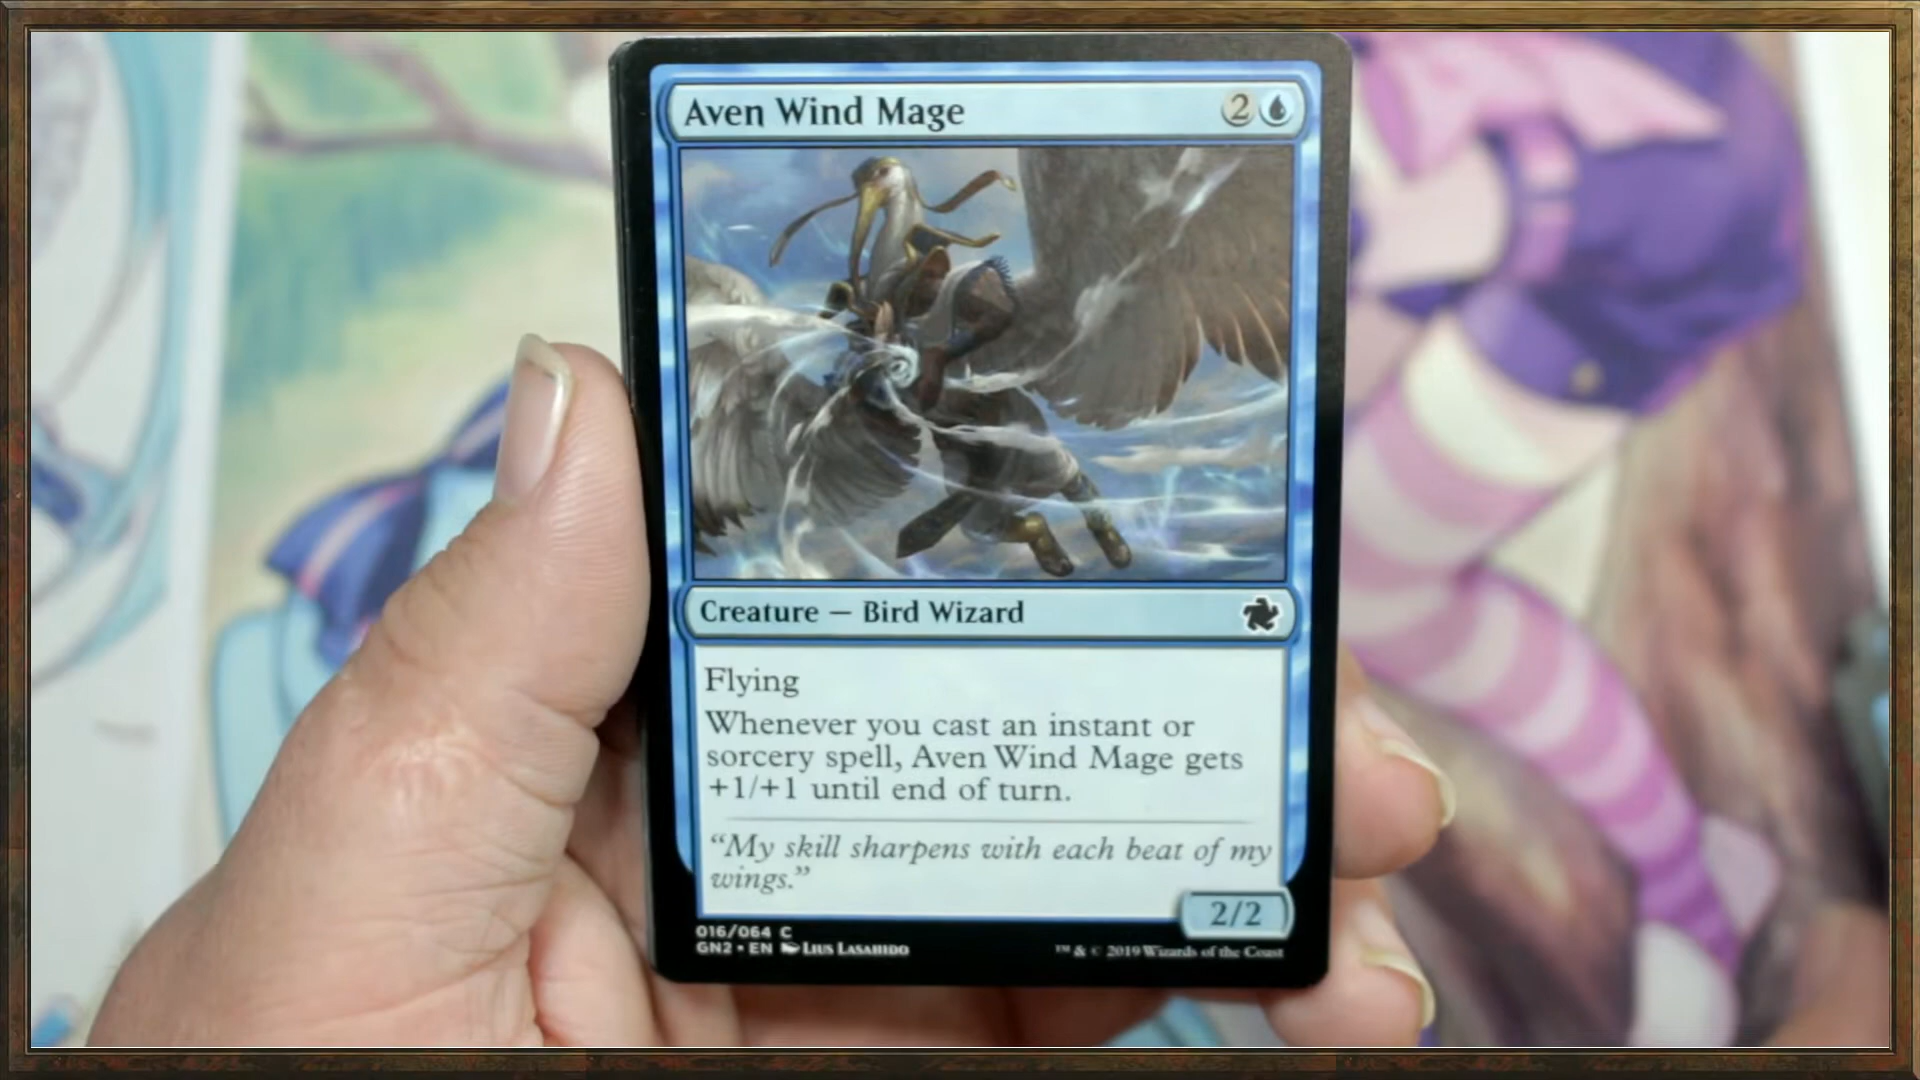 Aven Wind Mage 2
Creature — Bird Wizard
Flying
Whenever you cast an instant or
sorcery spell, Aven Wind Mage gets
+1/+1 until end of turn.
“My skill sharpens with each beat of my
wings.”
2/2
016/064 C
GN2 • EN Lius Lasahido
™ & © 2019 Wizards of the Coast